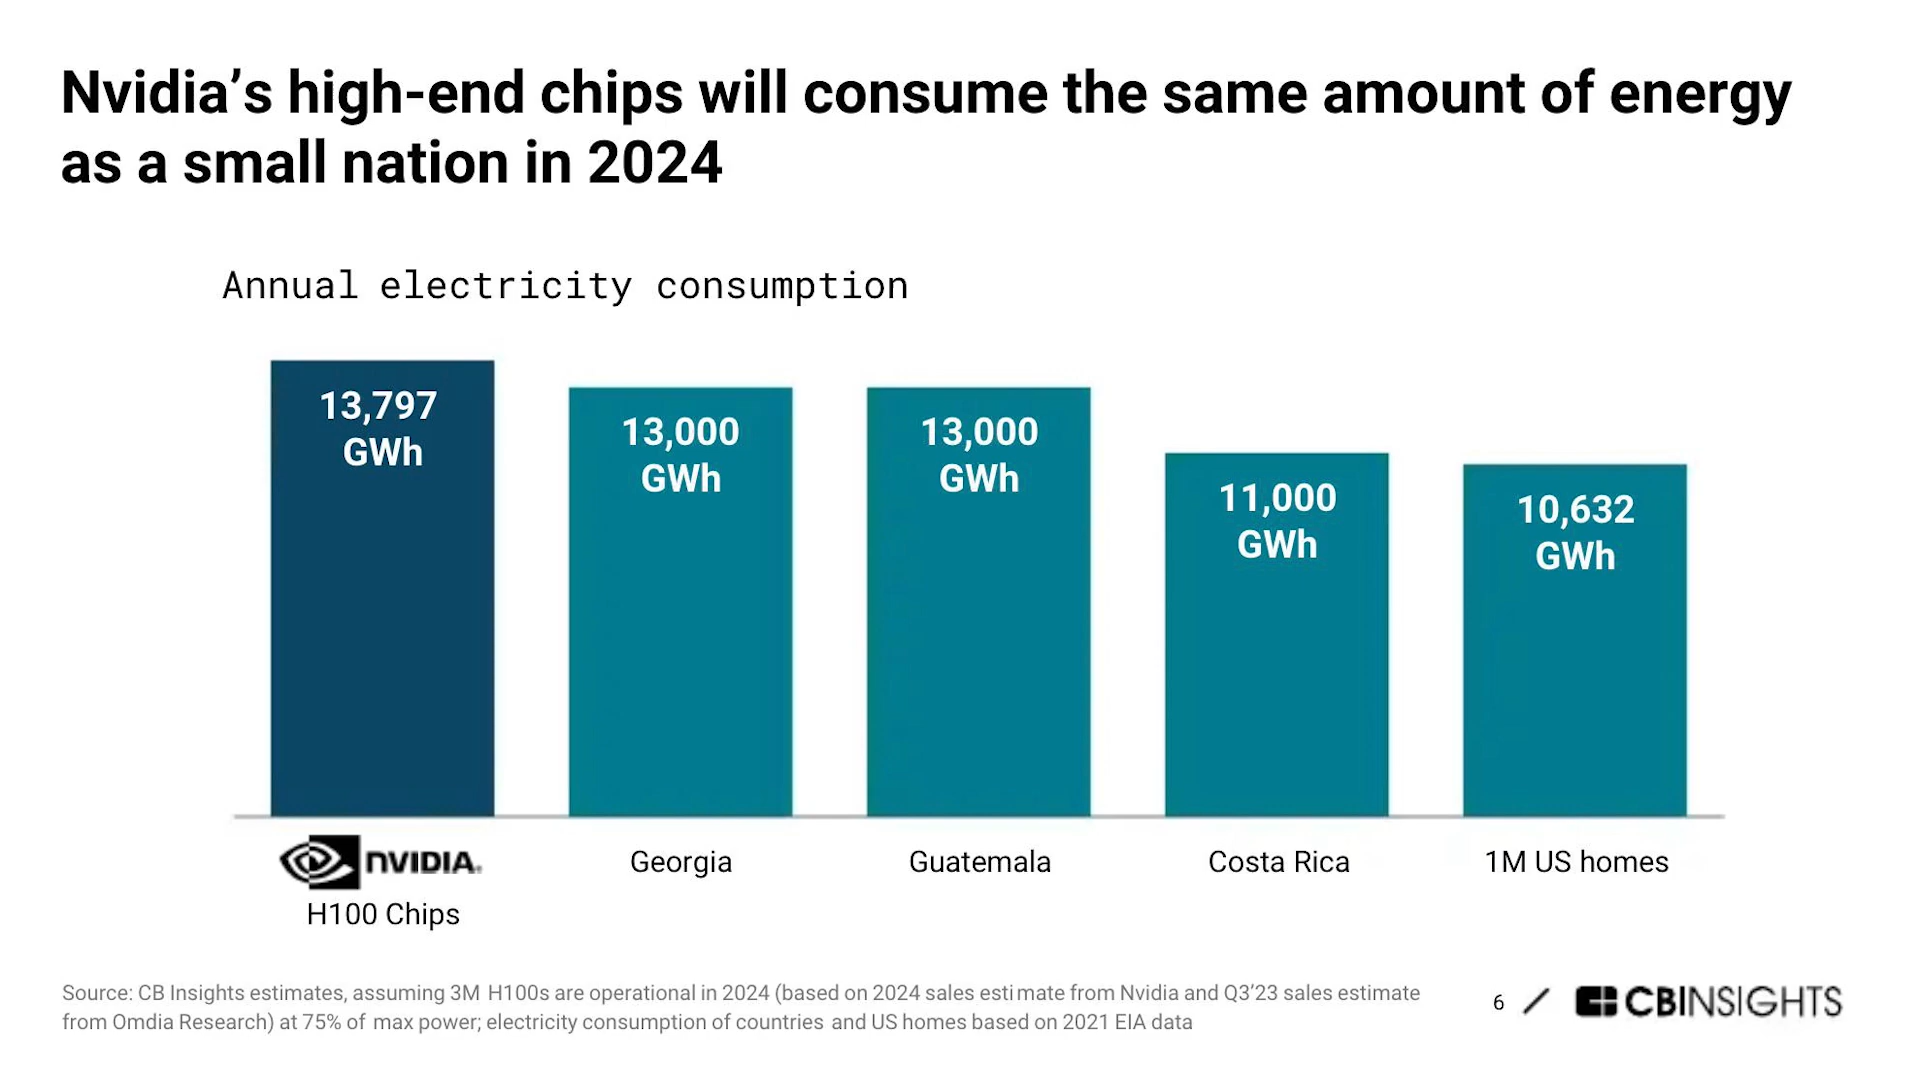 Nvidia’s high-end chips will consume the same amount of energy
as a small nation in 2024
Annual electricity consumption
13,797
GWh
13,000
GWh
13,000
GWh
11,000
GWh
10,632
GWh
NVIDIA.
H100 Chips
Georgia
Guatemala
Costa Rica
1M US homes
Source: CB Insights estimates, assuming 3M H100s are operational in 2024 (based on 2024 sales estimate from Nvidia and Q3’23 sales estimate
from Omdia Research) at 75% of max power; electricity consumption of countries and US homes based on 2021 EIA data
6
CBINSIGHTS